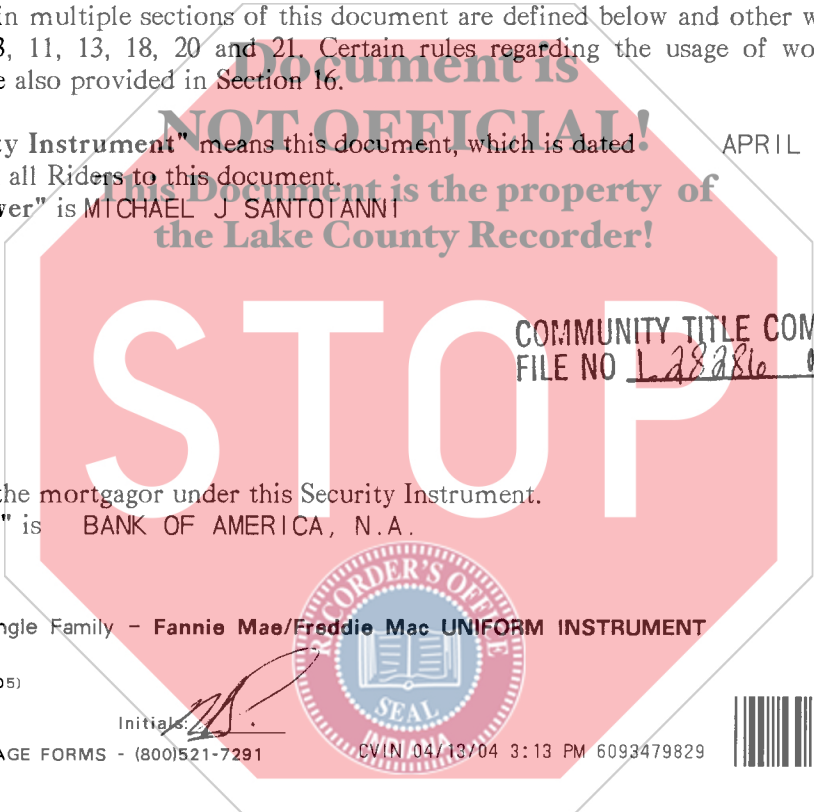 in multiple sections of this document are defined below and other w
3, 11, 13, 18, 20 and 21. Certain rules regarding the usage of wo
e also provided in Section 16.
Document is
NOT OFFICIAL!
This Document is the property of
the Lake County Recorder!
ty Instrument" means this document, which is dated APRIL
all Riders to this document.
wer" is MICHAEL J SANTOIANNI
STOP
COMMUNITY TITLE COM
FILE NO L28286
the mortgagor under this Security Instrument.
" is BANK OF AMERICA, N.A.
RECORDER'S OFFICE
SEAL
INDIANA
ngle Family - Fannie Mae/Freddie Mac UNIFORM INSTRUMENT
05)
Initials:
AGE FORMS - (800)521-7291 CVIN 04/13/04 3:13 PM 6093479829